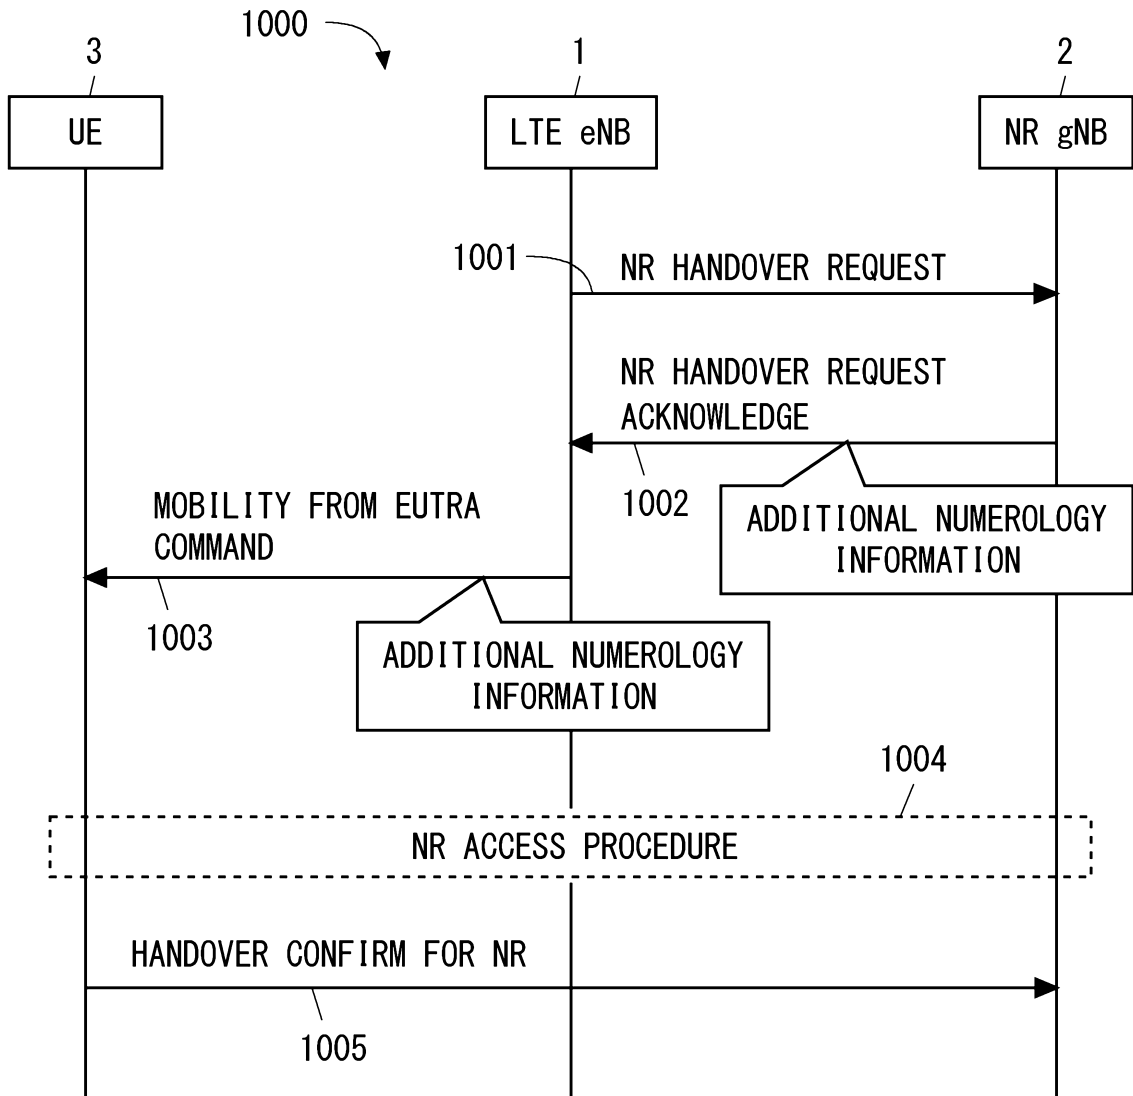 1000
3
1
2
UE
LTE eNB
NR gNB
1001
NR HANDOVER REQUEST
NR HANDOVER REQUEST
ACKNOWLEDGE
1002
ADDITIONAL NUMEROLOGY
INFORMATION
MOBILITY FROM EUTRA
COMMAND
1003
ADDITIONAL NUMEROLOGY
INFORMATION
1004
NR ACCESS PROCEDURE
HANDOVER CONFIRM FOR NR
1005